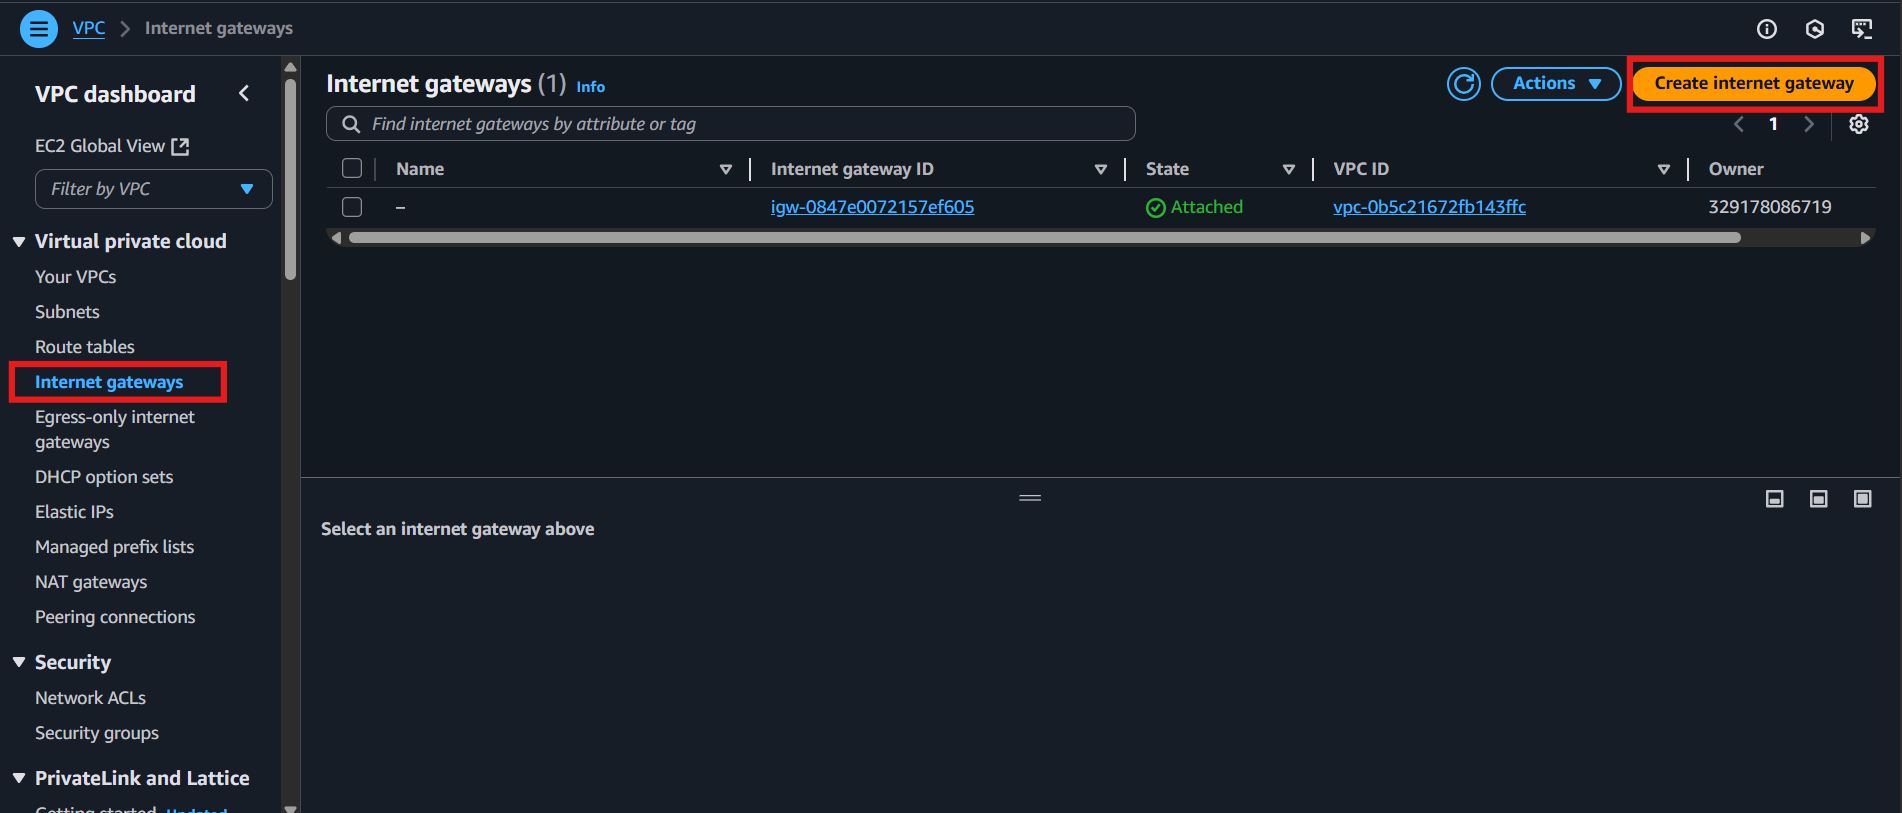 VPC > Internet gateways
VPC dashboard
EC2 Global View
Filter by VPC
Virtual private cloud
Your VPCs
Subnets
Route tables
Internet gateways
Egress-only internet
gateways
DHCP option sets
Elastic IPs
Managed prefix lists
NAT gateways
Peering connections
Security
Network ACLs
Security groups
PrivateLink and Lattice
Getting started Updated
Internet gateways (1) Info
Actions
Create internet gateway
Find internet gateways by attribute or tag
1
Name Internet gateway ID State VPC ID Owner
– igw-0847e0072157ef605 Attached vpc-0b5c21672fb143ffc 329178086719
Select an internet gateway above